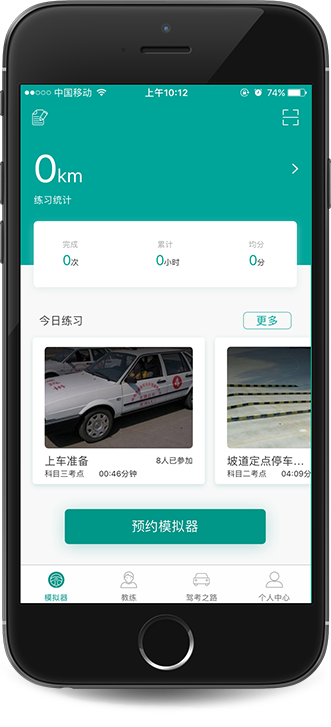 中国移动 上午10:12 74%
0km
练习统计
完成 累计 均分
0次 0小时 0分
今日练习 更多
上车准备 8人已参加 坡道定点停车...
科目三考点 00:46分钟 科目二考点 04:09分
预约模拟器
模拟器 教练 驾考之路 个人中心